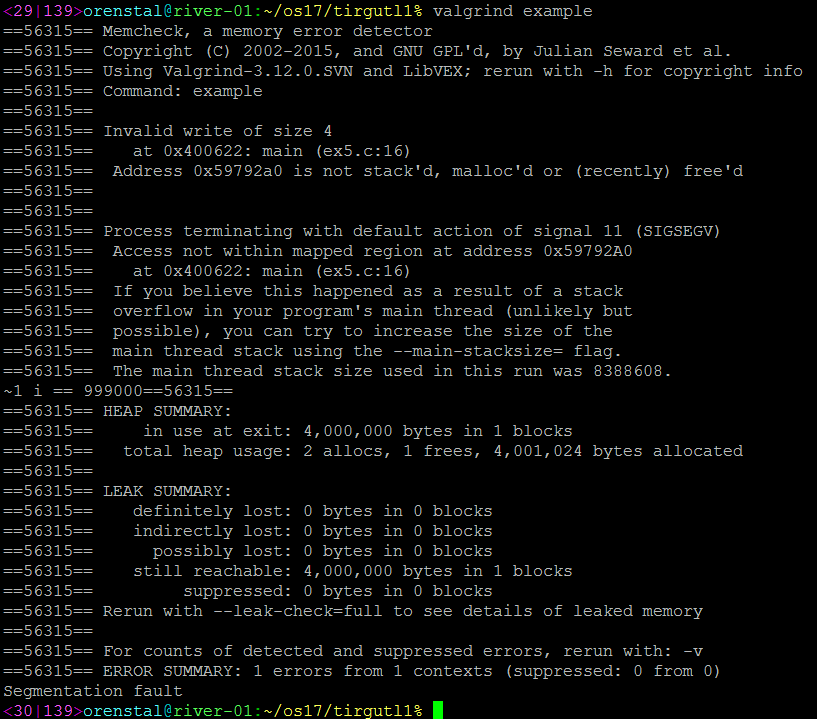 <29|139>orenstal@river-01:~/os17/tirgutl1% valgrind example
==56315== Memcheck, a memory error detector
==56315== Copyright (C) 2002-2015, and GNU GPL'd, by Julian Seward et al.
==56315== Using Valgrind-3.12.0.SVN and LibVEX; rerun with -h for copyright info
==56315== Command: example
==56315==
==56315== Invalid write of size 4
==56315==    at 0x400622: main (ex5.c:16)
==56315==  Address 0x59792a0 is not stack'd, malloc'd or (recently) free'd
==56315==
==56315==
==56315== Process terminating with default action of signal 11 (SIGSEGV)
==56315==  Access not within mapped region at address 0x59792A0
==56315==    at 0x400622: main (ex5.c:16)
==56315==  If you believe this happened as a result of a stack
==56315==  overflow in your program's main thread (unlikely but
==56315==  possible), you can try to increase the size of the
==56315==  main thread stack using the --main-stacksize= flag.
==56315==  The main thread stack size used in this run was 8388608.
~1 i == 999000==56315==
==56315== HEAP SUMMARY:
==56315==     in use at exit: 4,000,000 bytes in 1 blocks
==56315==   total heap usage: 2 allocs, 1 frees, 4,001,024 bytes allocated
==56315==
==56315== LEAK SUMMARY:
==56315==    definitely lost: 0 bytes in 0 blocks
==56315==    indirectly lost: 0 bytes in 0 blocks
==56315==      possibly lost: 0 bytes in 0 blocks
==56315==    still reachable: 4,000,000 bytes in 1 blocks
==56315==         suppressed: 0 bytes in 0 blocks
==56315== Rerun with --leak-check=full to see details of leaked memory
==56315==
==56315== For counts of detected and suppressed errors, rerun with: -v
==56315== ERROR SUMMARY: 1 errors from 1 contexts (suppressed: 0 from 0)
Segmentation fault
<30|139>orenstal@river-01:~/os17/tirgutl1%